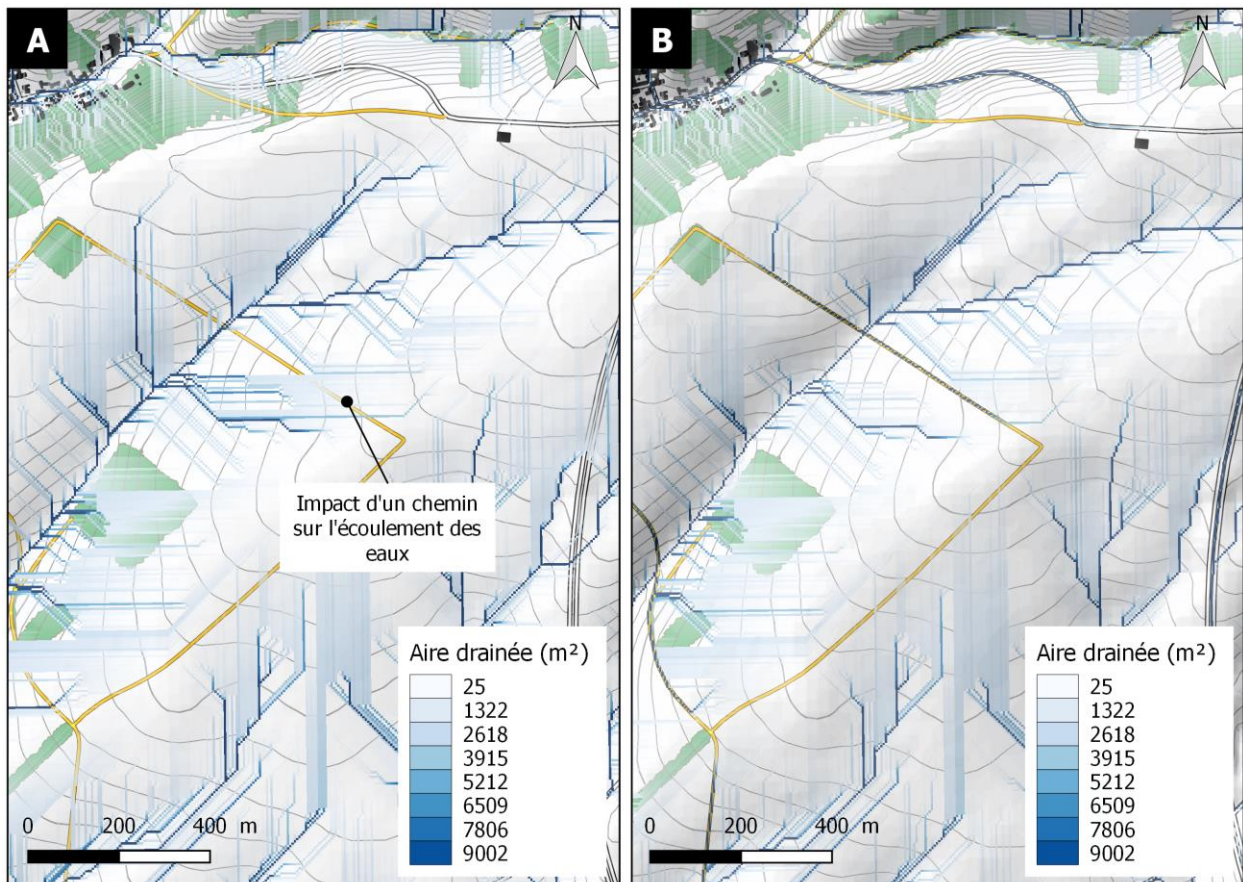 A
N
Impact d'un chemin
sur l'écoulement des
eaux
Aire drainée (m²)
25
1322
2618
3915
5212
6509
7806
9002
0 200 400 m
B
N
Aire drainée (m²)
25
1322
2618
3915
5212
6509
7806
9002
0 200 400 m